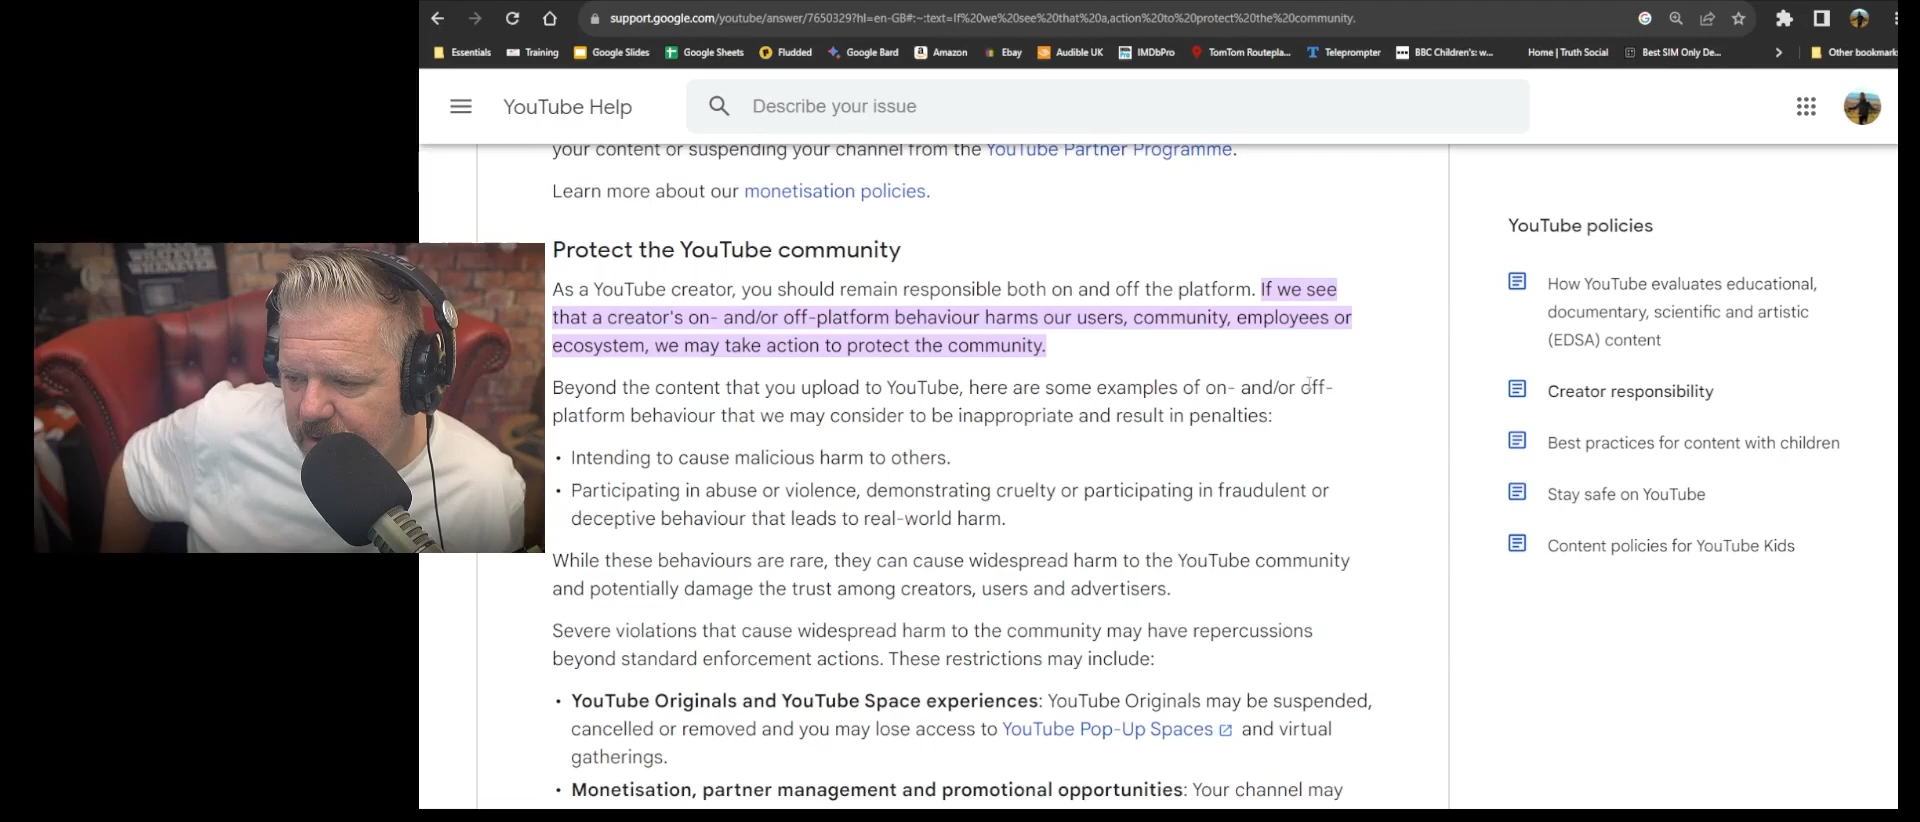 support.google.com/youtube/answer/7650329?hl=en-GB#:~:text=If%20we%20see%20that%20a,action%20to%20protect%20the%20community.
Essentials Training Google Slides Google Sheets Fludded Google Bard Amazon Ebay Audible UK IMDbPro TomTom Routepla... Teleprompter BBC Children's: w... Home | Truth Social Best SIM Only De... Other bookmark
YouTube Help
Describe your issue
your content or suspending your channel from the YouTube Partner Programme.
Learn more about our monetisation policies.
Protect the YouTube community
As a YouTube creator, you should remain responsible both on and off the platform. If we see
that a creator's on- and/or off-platform behaviour harms our users, community, employees or
ecosystem, we may take action to protect the community.
Beyond the content that you upload to YouTube, here are some examples of on- and/or off-
platform behaviour that we may consider to be inappropriate and result in penalties:
• Intending to cause malicious harm to others.
• Participating in abuse or violence, demonstrating cruelty or participating in fraudulent or
deceptive behaviour that leads to real-world harm.
While these behaviours are rare, they can cause widespread harm to the YouTube community
and potentially damage the trust among creators, users and advertisers.
Severe violations that cause widespread harm to the community may have repercussions
beyond standard enforcement actions. These restrictions may include:
• YouTube Originals and YouTube Space experiences: YouTube Originals may be suspended,
cancelled or removed and you may lose access to YouTube Pop-Up Spaces and virtual
gatherings.
• Monetisation, partner management and promotional opportunities: Your channel may
YouTube policies
How YouTube evaluates educational,
documentary, scientific and artistic
(EDSA) content
Creator responsibility
Best practices for content with children
Stay safe on YouTube
Content policies for YouTube Kids
WHATEVER
WHENEVER